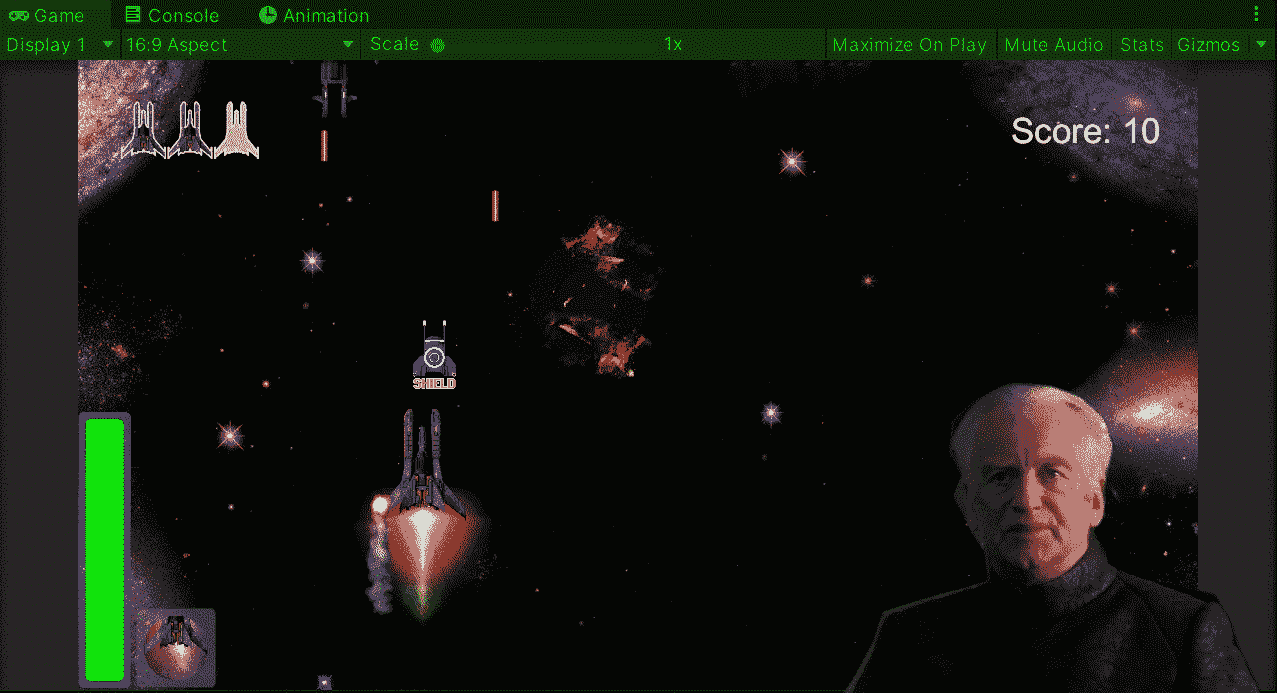 Game Console Animation
Display 1 16:9 Aspect Scale 1x Maximize On Play Mute Audio Stats Gizmos
Score: 10
SHIELD